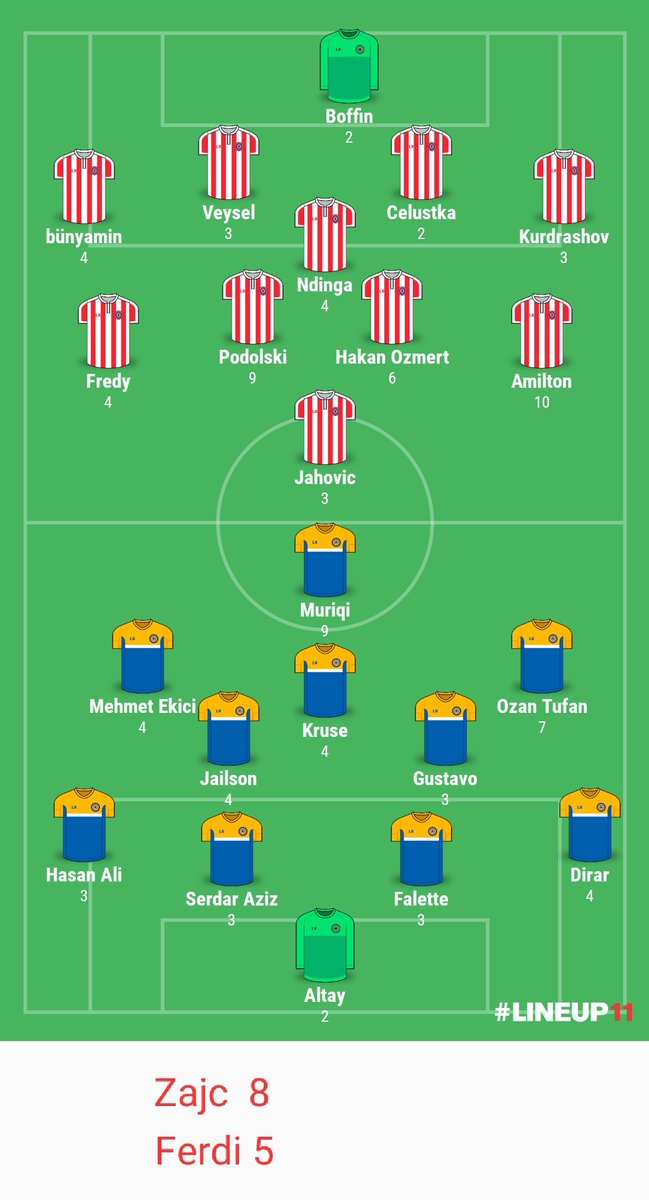 Boffin
2
Veysel
3
Celustka
2
bünyamin
4
Kurdrashov
3
Ndinga
4
Podolski
9
Hakan Ozmert
6
Fredy
4
Amilton
10
Jahovic
3
Muriqi
9
Mehmet Ekici
4
Ozan Tufan
7
Kruse
4
Jailson
4
Gustavo
3
Hasan Ali
3
Dirar
4
Serdar Aziz
3
Falette
3
Altay
2
#LINEUP11
Zajc 8
Ferdi 5